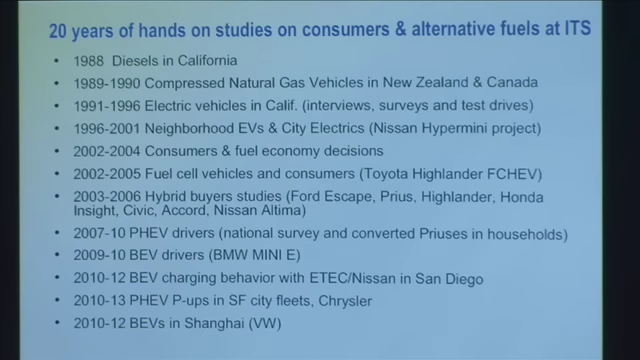 20 years of hands on studies on consumers & alternative fuels at ITS
• 1988 Diesels in California
• 1989-1990 Compressed Natural Gas Vehicles in New Zealand & Canada
• 1991-1996 Electric vehicles in Calif. (interviews, surveys and test drives)
• 1996-2001 Neighborhood EVs & City Electrics (Nissan Hypermini project)
• 2002-2004 Consumers & fuel economy decisions
• 2002-2005 Fuel cell vehicles and consumers (Toyota Highlander FCHEV)
• 2003-2006 Hybrid buyers studies (Ford Escape, Prius, Highlander, Honda
Insight, Civic, Accord, Nissan Altima)
• 2007-10 PHEV drivers (national survey and converted Priuses in households)
• 2009-10 BEV drivers (BMW MINI E)
• 2010-12 BEV charging behavior with ETEC/Nissan in San Diego
• 2010-13 PHEV P-ups in SF city fleets, Chrysler
• 2010-12 BEVs in Shanghai (VW)